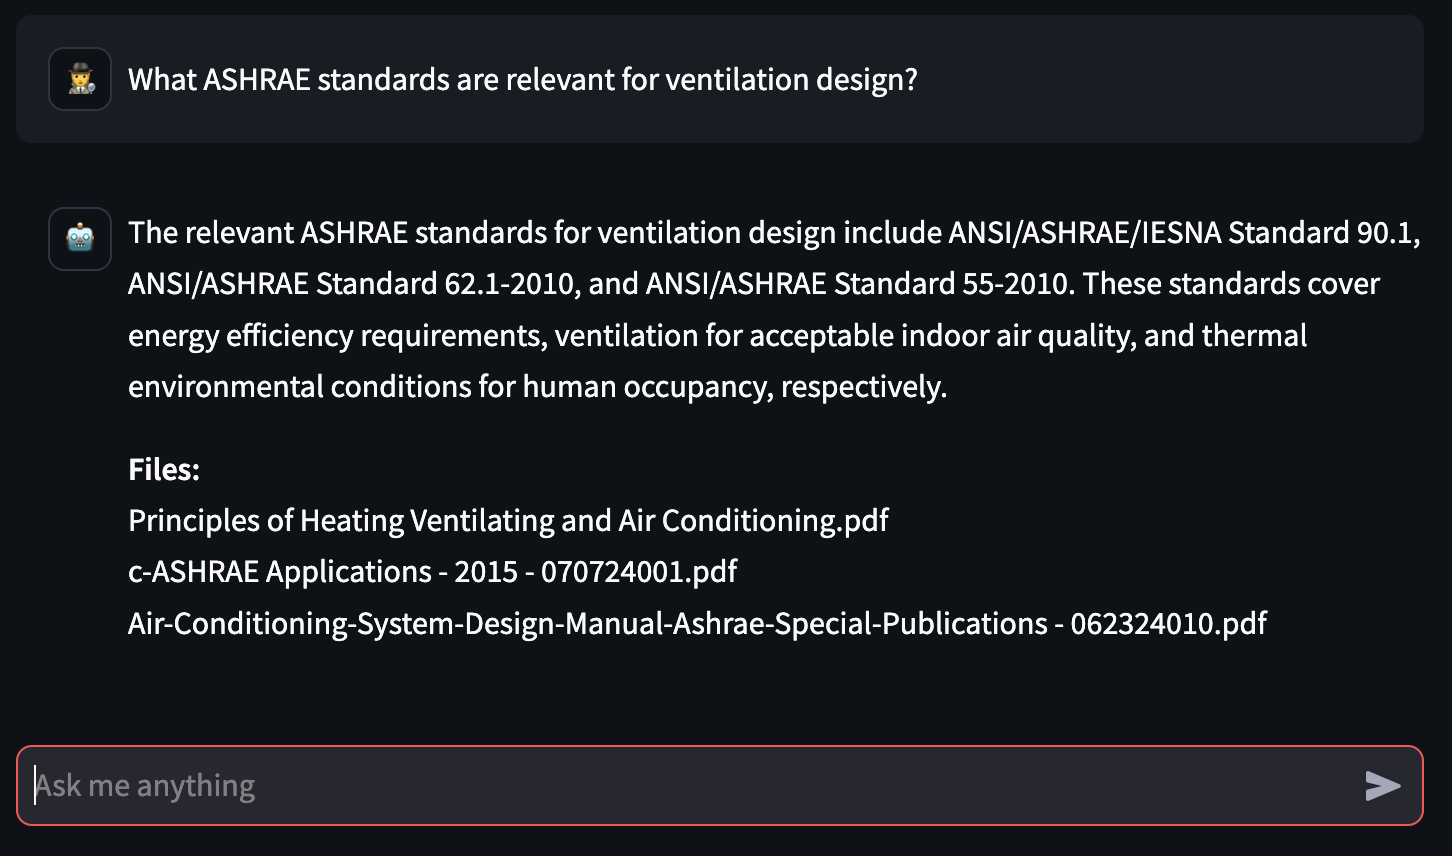 What ASHRAE standards are relevant for ventilation design?
The relevant ASHRAE standards for ventilation design include ANSI/ASHRAE/IESNA Standard 90.1,
ANSI/ASHRAE Standard 62.1-2010, and ANSI/ASHRAE Standard 55-2010. These standards cover
energy efficiency requirements, ventilation for acceptable indoor air quality, and thermal
environmental conditions for human occupancy, respectively.
Files:
Principles of Heating Ventilating and Air Conditioning.pdf
c-ASHRAE Applications - 2015 - 070724001.pdf
Air-Conditioning-System-Design-Manual-Ashrae-Special-Publications - 062324010.pdf
Ask me anything